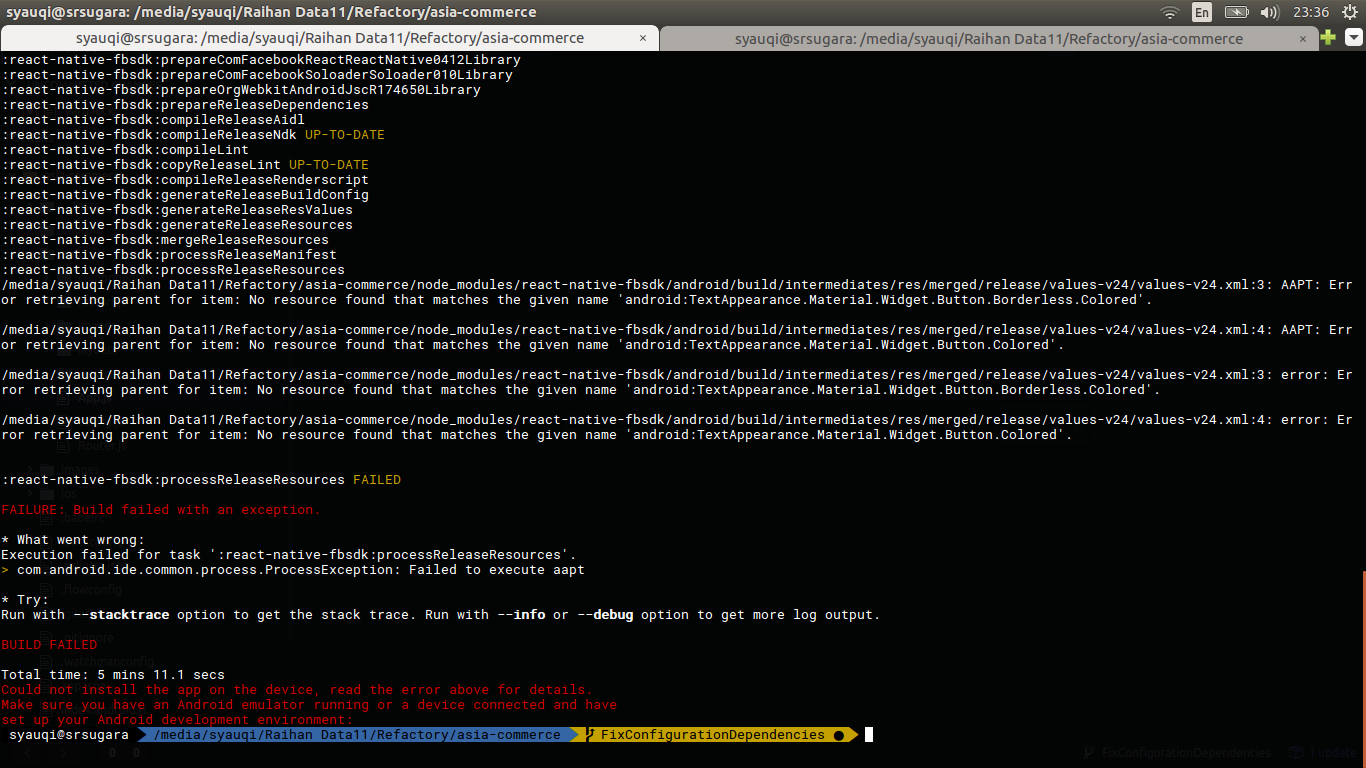 syauqi@srsugara: /media/syauqi/Raihan Data11/Refactory/asia-commerce
En
23:36
syauqi@srsugara: /media/syauqi/Raihan Data11/Refactory/asia-commerce ×
syauqi@srsugara: /media/syauqi/Raihan Data11/Refactory/asia-commerce ×
:react-native-fbsdk:prepareComFacebookReactReactNative0412Library
:react-native-fbsdk:prepareComFacebookSoloaderSoloader010Library
:react-native-fbsdk:prepareOrgWebkitAndroidJscR174650Library
:react-native-fbsdk:prepareReleaseDependencies
:react-native-fbsdk:compileReleaseAidl
:react-native-fbsdk:compileReleaseNdk UP-TO-DATE
:react-native-fbsdk:compileLint
:react-native-fbsdk:copyReleaseLint UP-TO-DATE
:react-native-fbsdk:compileReleaseRenderscript
:react-native-fbsdk:generateReleaseBuildConfig
:react-native-fbsdk:generateReleaseResValues
:react-native-fbsdk:generateReleaseResources
:react-native-fbsdk:mergeReleaseResources
:react-native-fbsdk:processReleaseManifest
:react-native-fbsdk:processReleaseResources
/media/syauqi/Raihan Data11/Refactory/asia-commerce/node_modules/react-native-fbsdk/android/build/intermediates/res/merged/release/values-v24/values-v24.xml:3: AAPT: Err
or retrieving parent for item: No resource found that matches the given name 'android:TextAppearance.Material.Widget.Button.Borderless.Colored'.
/media/syauqi/Raihan Data11/Refactory/asia-commerce/node_modules/react-native-fbsdk/android/build/intermediates/res/merged/release/values-v24/values-v24.xml:4: AAPT: Err
or retrieving parent for item: No resource found that matches the given name 'android:TextAppearance.Material.Widget.Button.Colored'.
/media/syauqi/Raihan Data11/Refactory/asia-commerce/node_modules/react-native-fbsdk/android/build/intermediates/res/merged/release/values-v24/values-v24.xml:3: error: Er
ror retrieving parent for item: No resource found that matches the given name 'android:TextAppearance.Material.Widget.Button.Borderless.Colored'.
/media/syauqi/Raihan Data11/Refactory/asia-commerce/node_modules/react-native-fbsdk/android/build/intermediates/res/merged/release/values-v24/values-v24.xml:4: error: Er
ror retrieving parent for item: No resource found that matches the given name 'android:TextAppearance.Material.Widget.Button.Colored'.
images
ios
:react-native-fbsdk:processReleaseResources FAILED
FAILURE: Build failed with an exception.
.babelrc
* What went wrong:
Execution failed for task ':react-native-fbsdk:processReleaseResources'.
> com.android.ide.common.process.ProcessException: Failed to execute aapt
.flowconfig
* Try:
Run with --stacktrace option to get the stack trace. Run with --info or --debug option to get more log output.
BUILD FAILED
.watchmanconfig
Total time: 5 mins 11.1 secs
Could not install the app on the device, read the error above for details.
Make sure you have an Android emulator running or a device connected and have
set up your Android development environment:
syauqi@srsugara /media/syauqi/Raihan Data11/Refactory/asia-commerce FixConfigurationDependencies ●
0 0 FixConfigurationDependencies 1 update